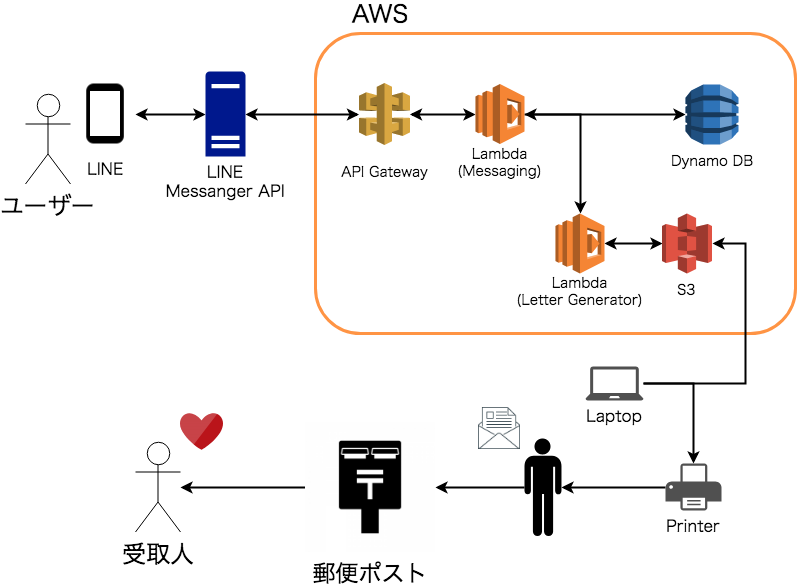 AWS
LINE
ユーザー
LINE
Messanger API
API Gateway
Lambda
(Messaging)
Dynamo DB
Lambda
(Letter Generator)
S3
Laptop
Printer
郵便ポスト
受取人